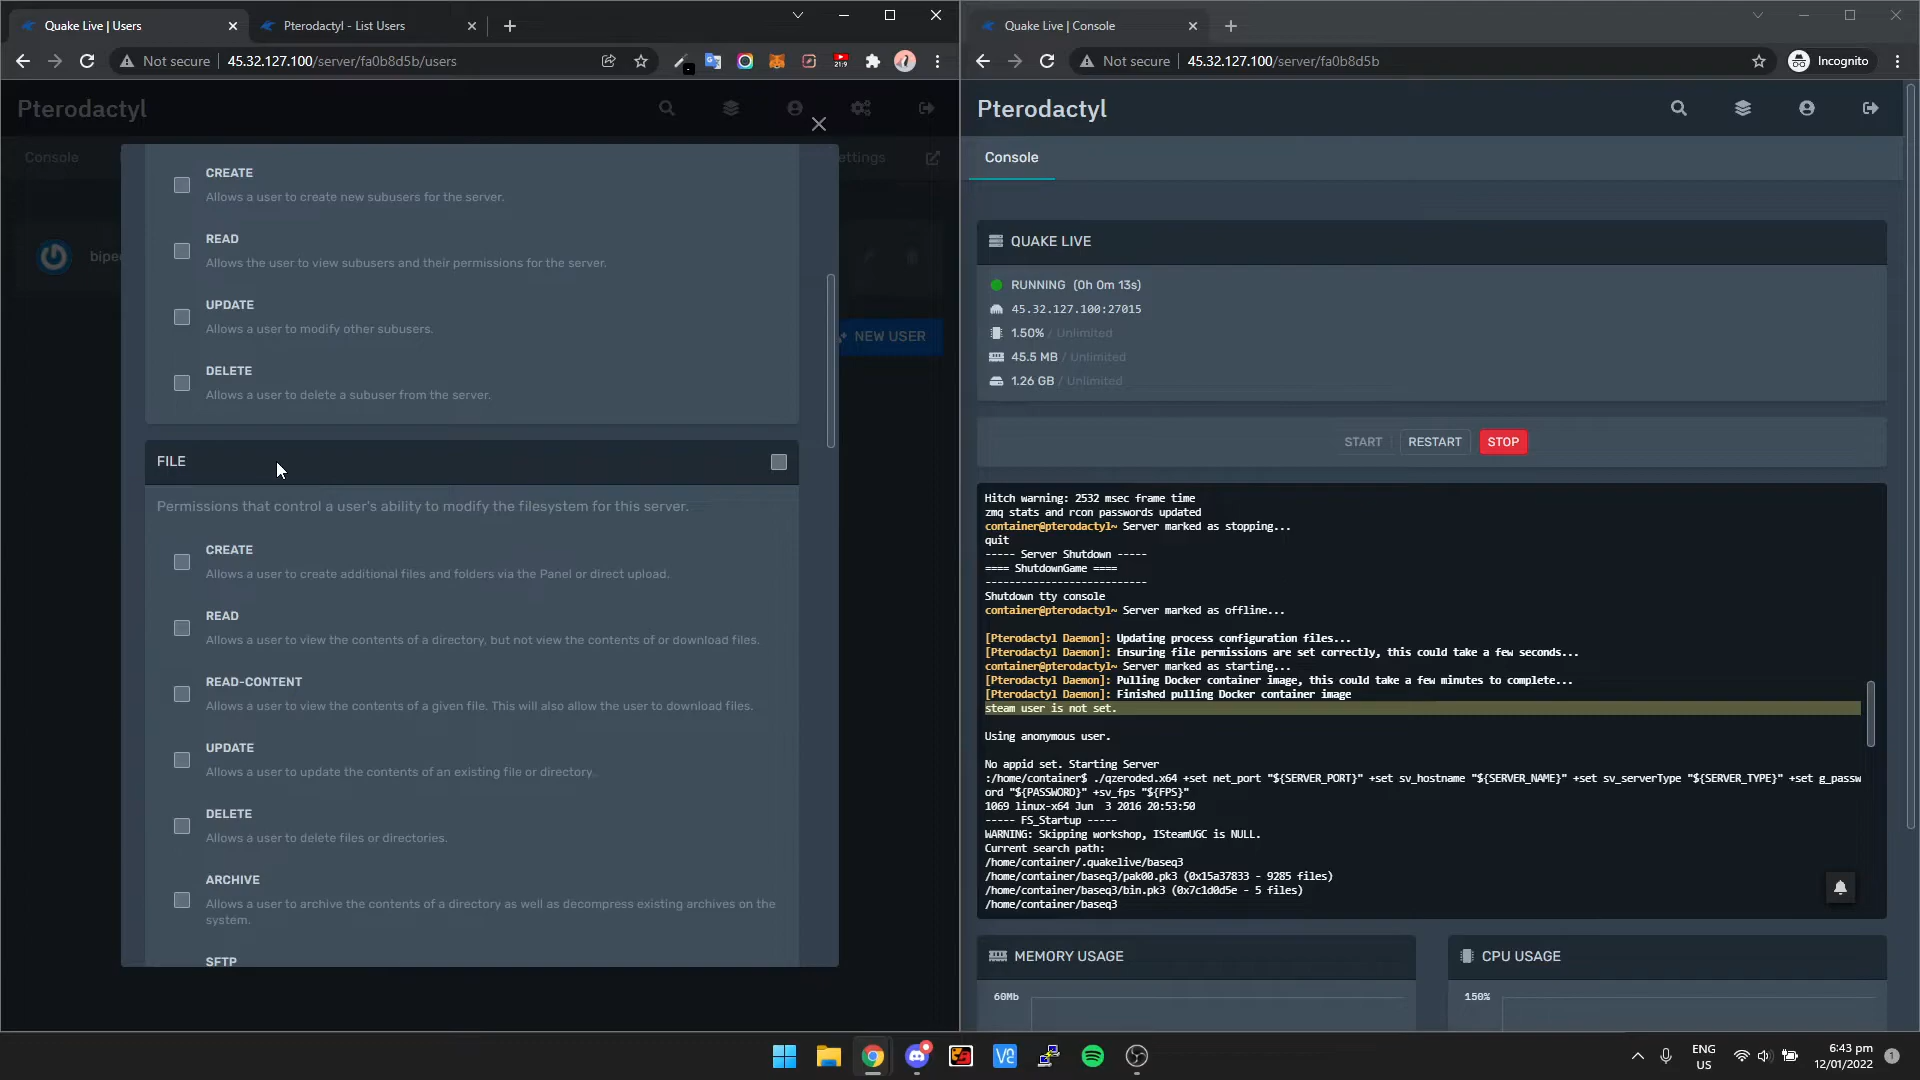 Quake Live | Users
Pterodactyl - List Users
Not secure
45.32.127.100/server/fa0b8d5b/users
21:9
Pterodactyl
Console
ettings
bipe
NEW USER
CREATE
Allows a user to create new subusers for the server.
READ
Allows the user to view subusers and their permissions for the server.
UPDATE
Allows a user to modify other subusers.
DELETE
Allows a user to delete a subuser from the server.
FILE
Permissions that control a user's ability to modify the filesystem for this server.
CREATE
Allows a user to create additional files and folders via the Panel or direct upload.
READ
Allows a user to view the contents of a directory, but not view the contents of or download files.
READ-CONTENT
Allows a user to view the contents of a given file. This will also allow the user to download files.
UPDATE
Allows a user to update the contents of an existing file or directory.
DELETE
Allows a user to delete files or directories.
ARCHIVE
Allows a user to archive the contents of a directory as well as decompress existing archives on the
system.
SFTP
Quake Live | Console
Not secure
45.32.127.100/server/fa0b8d5b
Incognito
Pterodactyl
Console
QUAKE LIVE
RUNNING (0h 0m 13s)
45.32.127.100:27015
1.50% / Unlimited
45.5 MB / Unlimited
1.26 GB / Unlimited
START
RESTART
STOP
Hitch warning: 2532 msec frame time
zmq stats and rcon passwords updated
container@pterodactyl~ Server marked as stopping...
quit
----- Server Shutdown -----
==== ShutdownGame ====
---------------------------
Shutdown tty console
container@pterodactyl~ Server marked as offline...
[Pterodactyl Daemon]: Updating process configuration files...
[Pterodactyl Daemon]: Ensuring file permissions are set correctly, this could take a few seconds...
container@pterodactyl~ Server marked as starting...
[Pterodactyl Daemon]: Pulling Docker container image, this could take a few minutes to complete...
[Pterodactyl Daemon]: Finished pulling Docker container image
steam user is not set.
Using anonymous user.
No appid set. Starting Server
:/home/container$ ./qzeroded.x64 +set net_port "${SERVER_PORT}" +set sv_hostname "${SERVER_NAME}" +set sv_serverType "${SERVER_TYPE}" +set g_passw
ord "${PASSWORD}" +sv_fps "${FPS}"
1069 linux-x64 Jun  3 2016 20:53:50
----- FS_Startup -----
WARNING: Skipping workshop, ISteamUGC is NULL.
Current search path:
/home/container/.quakelive/baseq3
/home/container/baseq3/pak00.pk3 (0x15a37833 - 9285 files)
/home/container/baseq3/bin.pk3 (0x7c1d0d5e - 5 files)
/home/container/baseq3
MEMORY USAGE
60Mb
CPU USAGE
150%
ENG
US
6:43 pm
12/01/2022
1